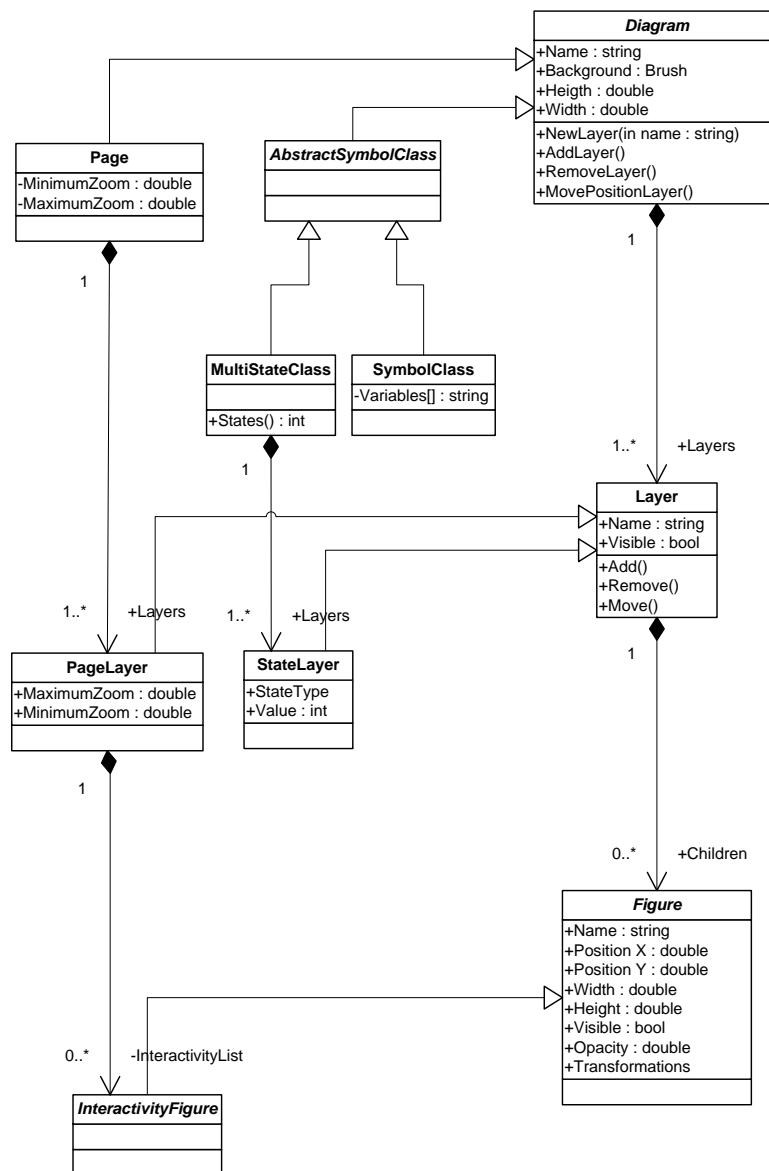 Diagram
+Name : string
+Background : Brush
+Heigth : double
+Width : double
+NewLayer(in name : string)
+AddLayer()
+RemoveLayer()
+MovePositionLayer()
Page
-MinimumZoom : double
-MaximumZoom : double
AbstractSymbolClass
1
1
MultiStateClass
+States() : int
SymbolClass
-Variables[] : string
1
1..*
+Layers
Layer
+Name : string
+Visible : bool
+Add()
+Remove()
+Move()
1..*
+Layers
1..*
+Layers
PageLayer
+MaximumZoom : double
+MinimumZoom : double
StateLayer
+StateType
+Value : int
1
1
0..*
+Children
Figure
+Name : string
+Position X : double
+Position Y : double
+Width : double
+Height : double
+Visible : bool
+Opacity : double
+Transformations
0..*
-InteractivityList
InteractivityFigure